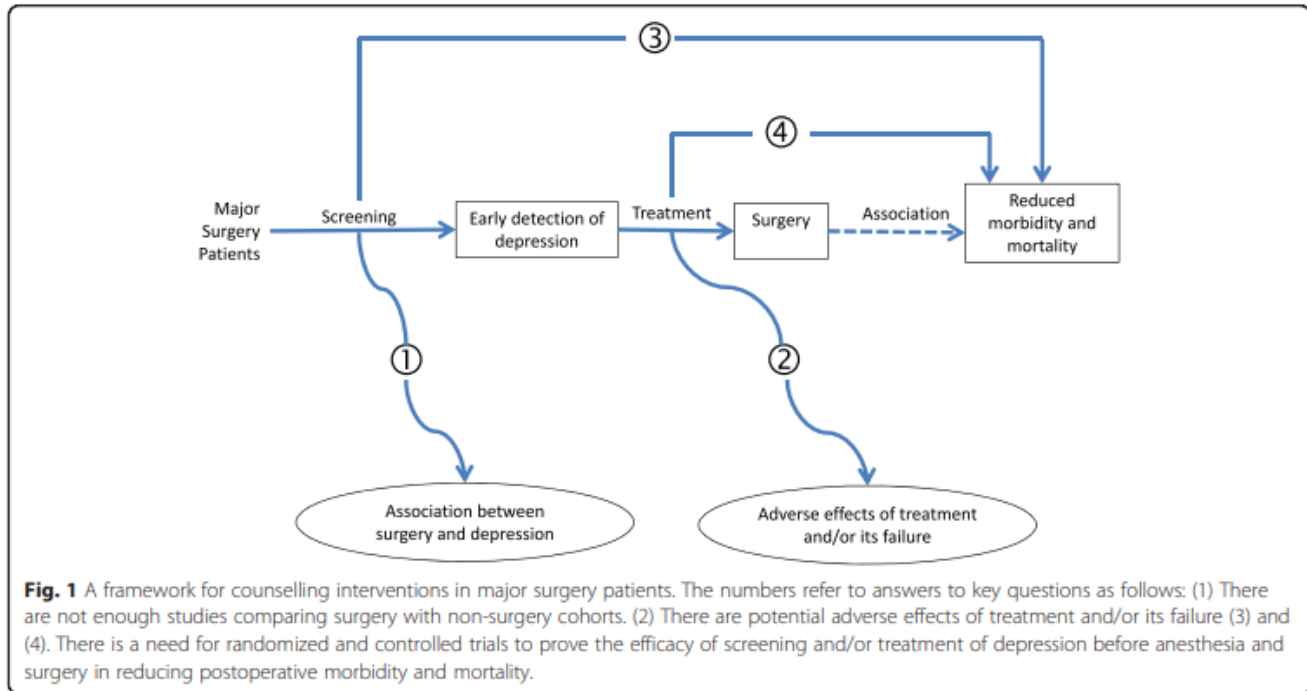 ③
④
Major
Surgery
Patients
Screening
Early detection of
depression
Treatment
Surgery
Association
Reduced
morbidity and
mortality
①
②
Association between
surgery and depression
Adverse effects of treatment
and/or its failure
Fig. 1 A framework for counselling interventions in major surgery patients. The numbers refer to answers to key questions as follows: (1) There
are not enough studies comparing surgery with non-surgery cohorts. (2) There are potential adverse effects of treatment and/or its failure (3) and
(4). There is a need for randomized and controlled trials to prove the efficacy of screening and/or treatment of depression before anesthesia and
surgery in reducing postoperative morbidity and mortality.